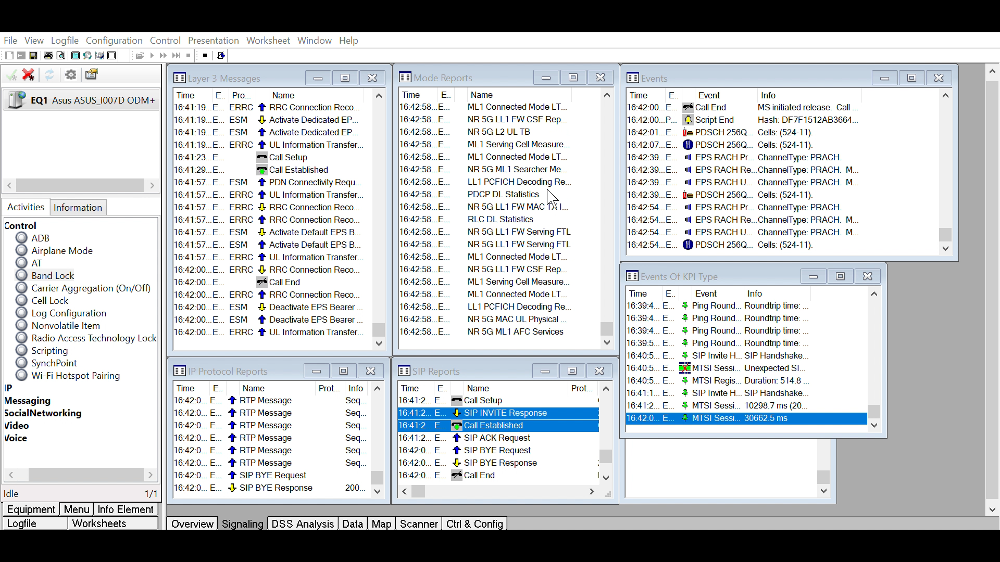 File View Logfile Configuration Control Presentation Worksheet Window Help
EQ1 Asus ASUS_I007D ODM+
Activities Information
Control
ADB
Airplane Mode
AT
Band Lock
Carrier Aggregation (On/Off)
Cell Lock
Log Configuration
Nonvolatile Item
Radio Access Technology Lock
Scripting
SynchPoint
Wi-Fi Hotspot Pairing
IP
Messaging
SocialNetworking
Video
Voice
Idle 1/1
Equipment Menu Info Element
Logfile Worksheets
Layer 3 Messages
Time E.. Pro... Name
16:41:19... E... ERRC RRC Connection Reco...
16:41:19... E... ESM Activate Dedicated EP...
16:41:19... E... ESM Activate Dedicated EP...
16:41:19... E... ERRC UL Information Transfer...
16:41:23... E... Call Setup
16:41:29... E... Call Established
16:41:57... E... ESM PDN Connectivity Requ...
16:41:57... E... ERRC UL Information Transfer...
16:41:57... E... ERRC RRC Connection Reco...
16:41:57... E... ERRC RRC Connection Reco...
16:41:57... E... ESM Activate Default EPS B...
16:41:57... E... ESM Activate Default EPS B...
16:41:57... E... ERRC UL Information Transfer...
16:42:00... E... ERRC RRC Connection Reco...
16:42:00... E... Call End
16:42:00... E... ERRC RRC Connection Reco...
16:42:00... E... ESM Deactivate EPS Bearer ...
16:42:00... E... ESM Deactivate EPS Bearer ...
16:42:00... E... ERRC UL Information Transfer...
Mode Reports
Time E.. Name
16:42:58... E... ML1 Connected Mode LT...
16:42:58... E... NR 5G LL1 FW CSF Rep...
16:42:58... E... NR 5G L2 UL TB
16:42:58... E... ML1 Serving Cell Measure...
16:42:58... E... ML1 Connected Mode LT...
16:42:58... E... NR 5G ML1 Searcher Me...
16:42:58... E... LL1 PCFICH Decoding Re...
16:42:58... E... PDCP DL Statistics
16:42:58... E... NR 5G LL1 FW MAC TX I...
16:42:58... E... RLC DL Statistics
16:42:58... E... NR 5G LL1 FW Serving FTL
16:42:58... E... NR 5G LL1 FW Serving FTL
16:42:58... E... ML1 Connected Mode LT...
16:42:58... E... NR 5G LL1 FW CSF Rep...
16:42:58... E... ML1 Serving Cell Measure...
16:42:58... E... ML1 Connected Mode LT...
16:42:58... E... LL1 PCFICH Decoding Re...
16:42:58... E... NR 5G MAC UL Physical ...
16:42:58... E... NR 5G ML1 AFC Services
Events
Time E.. Event Info
16:42:00... E... Call End MS initiated release. Call ...
16:42:00... P... Script End Hash: DF7F1512AB3664...
16:42:01... E... PDSCH 256Q... Cells: (524-11).
16:42:07... E... PDSCH 256Q... Cells: (524-11).
16:42:39... E... EPS RACH Pr... ChannelType: PRACH.
16:42:39... E... EPS RACH Re... ChannelType: PRACH. M...
16:42:39... E... EPS RACH U... ChannelType: PRACH. M...
16:42:39... E... PDSCH 256Q... Cells: (524-11).
16:42:54... E... EPS RACH Pr... ChannelType: PRACH.
16:42:54... E... EPS RACH Re... ChannelType: PRACH. M...
16:42:54... E... EPS RACH U... ChannelType: PRACH. M...
16:42:54... E... PDSCH 256Q... Cells: (524-11).
Events Of KPI Type
Time E.. Event Info
16:39:4... E... Ping Round... Roundtrip time: ...
16:39:4... E... Ping Round... Roundtrip time: ...
16:39:4... E... Ping Round... Roundtrip time: ...
16:39:5... E... Ping Round... Roundtrip time: ...
16:40:5... E... SIP Invite H... SIP Handshake...
16:40:5... E... MTSI Sessi... Unexpected SI...
16:40:5... E... MTSI Regis... Duration: 514.8 ...
16:41:1... E... SIP Invite H... SIP Handshake...
16:41:2... E... MTSI Sessi... 10298.7 ms (20...
16:42:0... E... MTSI Sessi... 30662.5 ms
IP Protocol Reports
Time E.. Name Prot... Info
16:42:0... E... RTP Message Seq...
16:42:0... E... RTP Message Seq...
16:42:0... E... RTP Message Seq...
16:42:0... E... RTP Message Seq...
16:42:0... E... RTP Message Seq...
16:42:0... E... RTP Message Seq...
16:42:0... E... SIP BYE Request
16:42:0... E... SIP BYE Response 200...
SIP Reports
Time E.. Name Prot...
16:41:2... E... Call Setup
16:41:2... E... SIP INVITE Response
16:41:2... E... Call Established
16:41:2... E... SIP ACK Request
16:42:0... E... SIP BYE Request
16:42:0... E... SIP BYE Response
16:42:0... E... Call End
Overview Signaling DSS Analysis Data Map Scanner Ctrl & Config